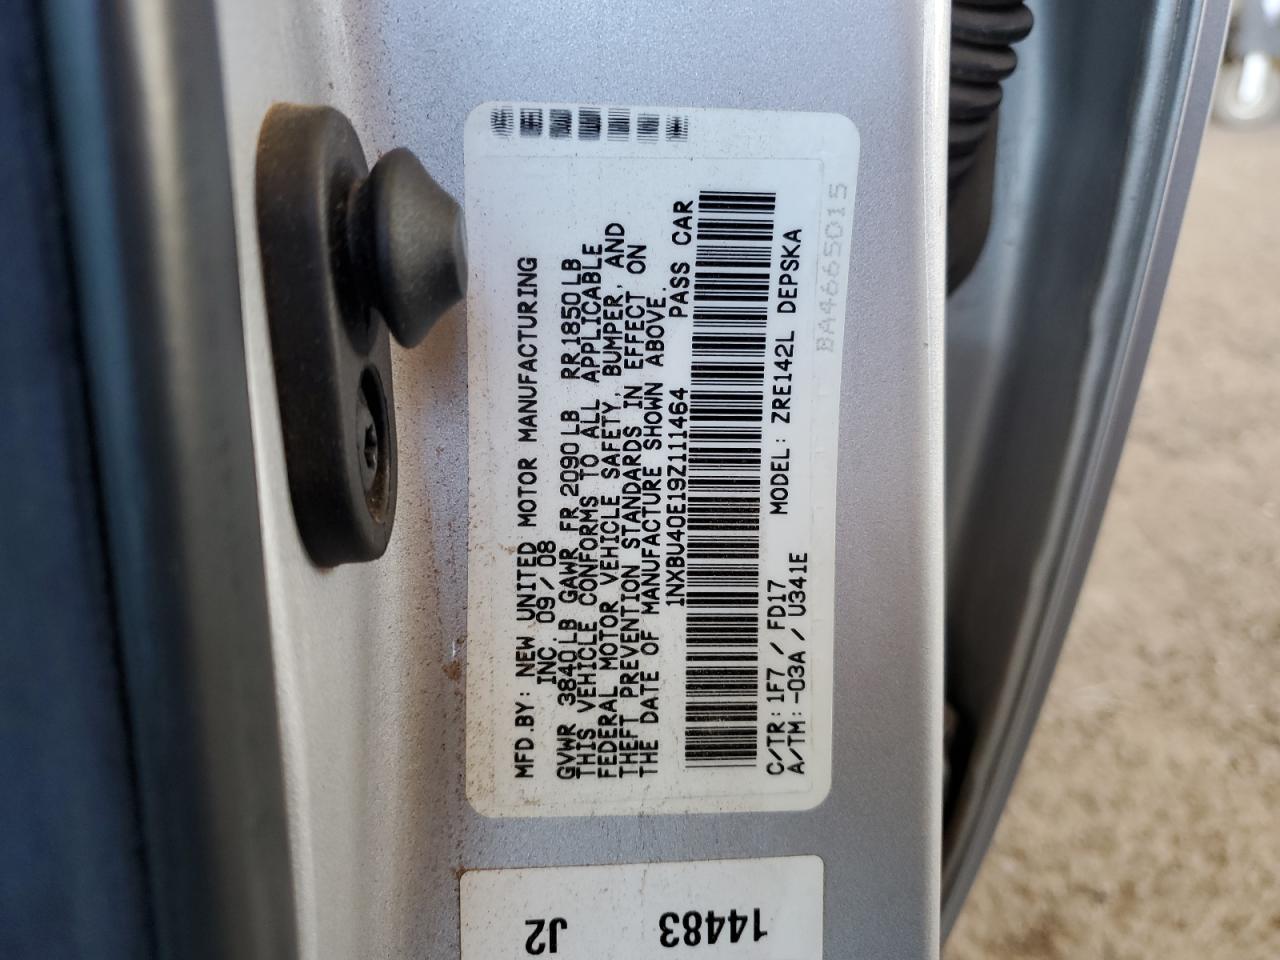 MFD.BY: NEW UNITED MOTOR MANUFACTURING
INC. 09/08
GVWR 3840LB GAWR FR 2090LB RR 1850LB
THIS VEHICLE CONFORMS TO ALL APPLICABLE
FEDERAL MOTOR VEHICLE SAFETY, BUMPER, AND
THEFT PREVENTION STANDARDS IN EFFECT ON
THE DATE OF MANUFACTURE SHOWN ABOVE.
1NXBU40E19Z111464 PASS CAR
C/TR: 1F7 / FD17 MODEL: ZRE142L DEPSKA
A/TM: -03A / U341E
BA4665015
J2
14483